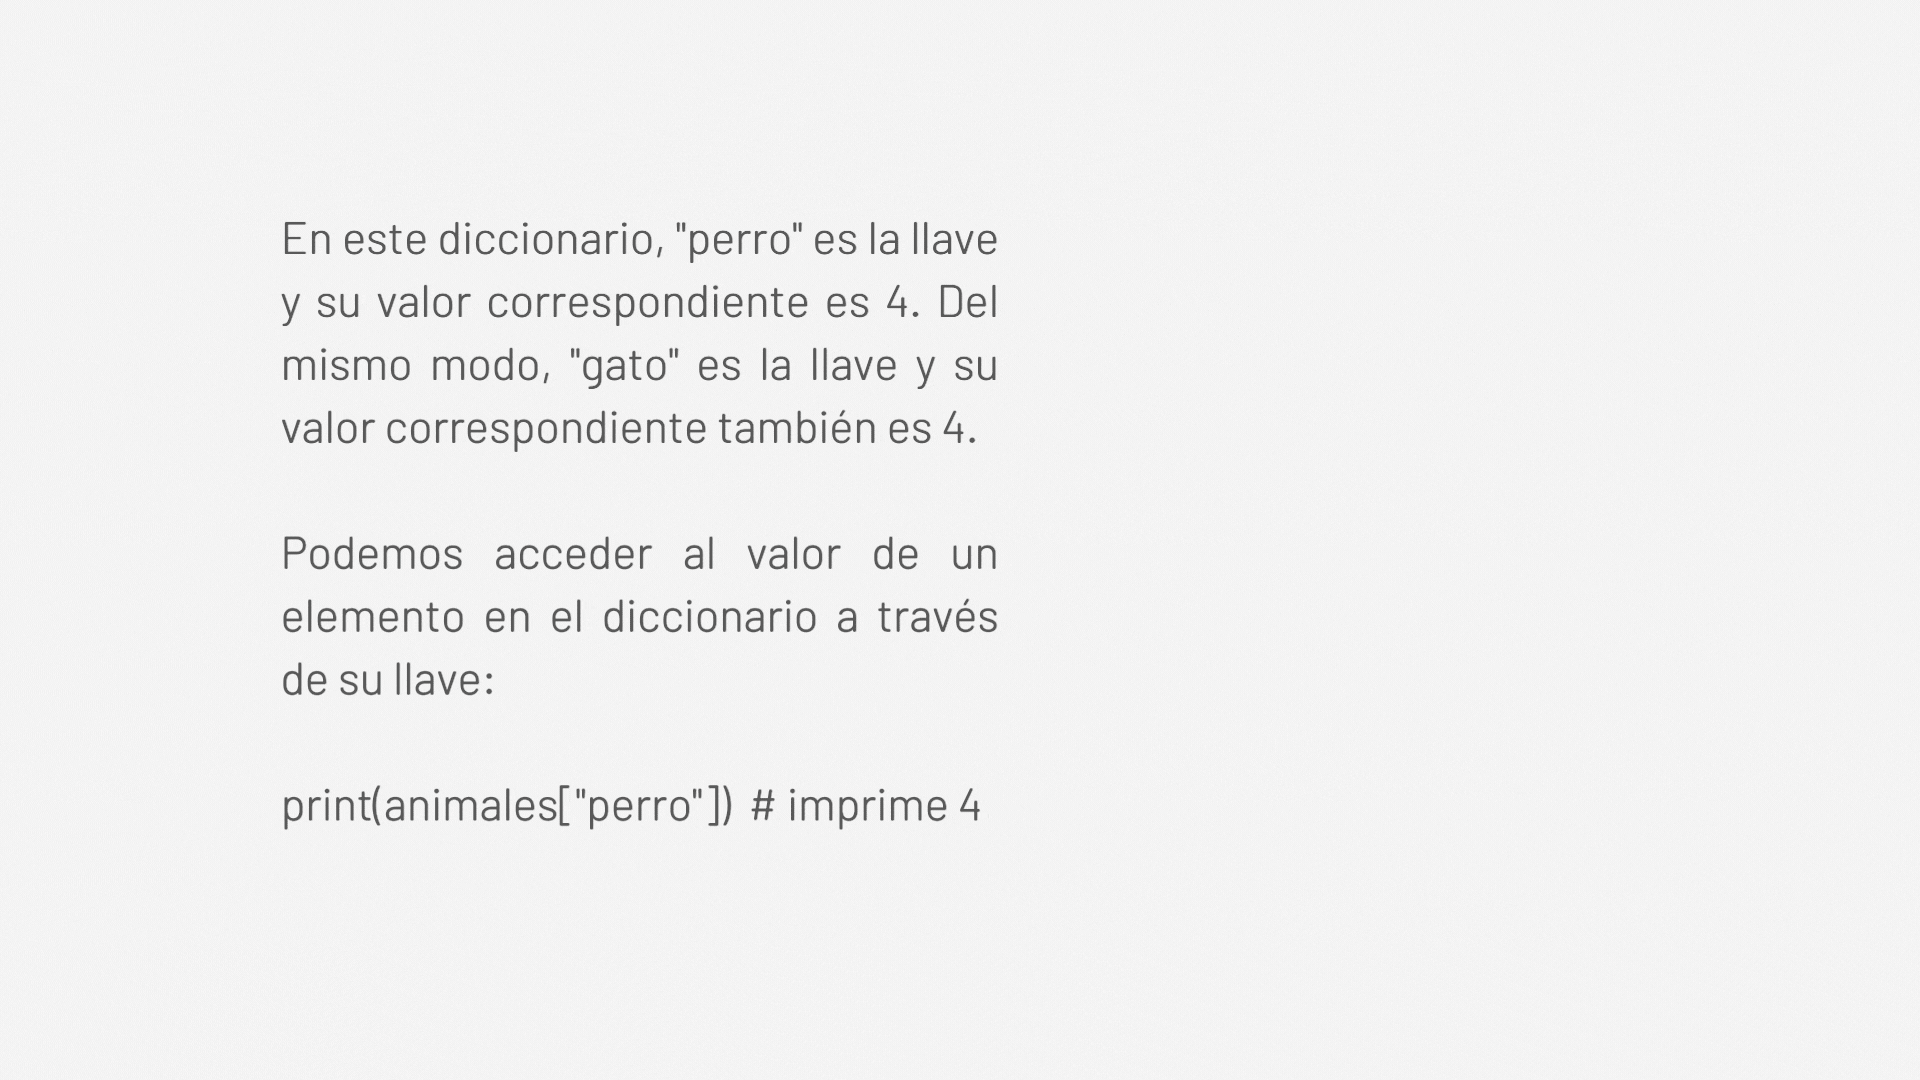 En este diccionario, "perro" es la llave
y su valor correspondiente es 4. Del
mismo modo, "gato" es la llave y su
valor correspondiente también es 4.
Podemos acceder al valor de un
elemento en el diccionario a través
de su llave:
print(animales["perro"]) # imprime 4